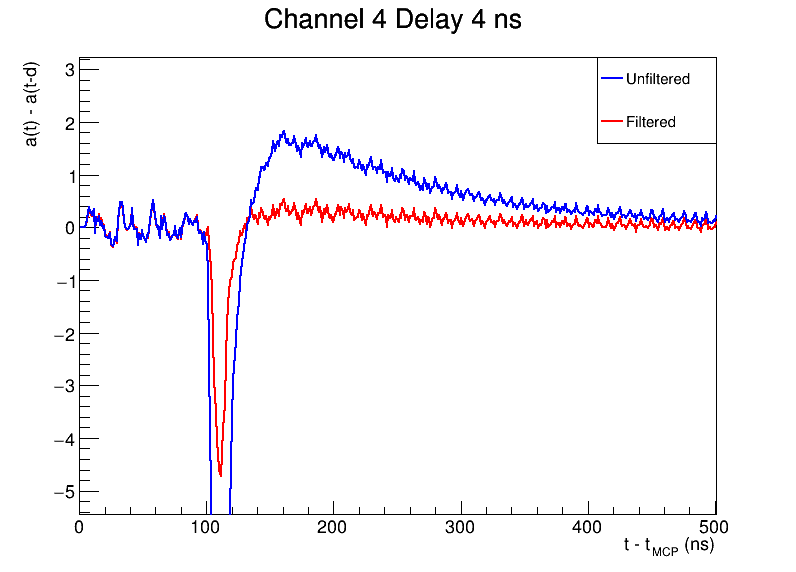 Channel 4 Delay 4 ns
a(t) - a(t-d)
3
2
1
0
−1
−2
−3
−4
−5
Unfiltered
Filtered
0 100 200 300 400 500
t - t_MCP (ns)